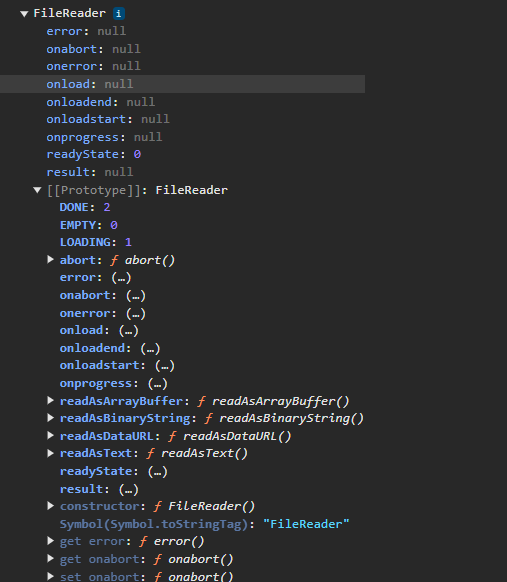 FileReader i
error: null
onabort: null
onerror: null
onload: null
onloadend: null
onloadstart: null
onprogress: null
readyState: 0
result: null
[[Prototype]]: FileReader
DONE: 2
EMPTY: 0
LOADING: 1
abort: ƒ abort()
error: (…)
onabort: (…)
onerror: (…)
onload: (…)
onloadend: (…)
onloadstart: (…)
onprogress: (…)
readAsArrayBuffer: ƒ readAsArrayBuffer()
readAsBinaryString: ƒ readAsBinaryString()
readAsDataURL: ƒ readAsDataURL()
readAsText: ƒ readAsText()
readyState: (…)
result: (…)
constructor: ƒ FileReader()
Symbol(Symbol.toStringTag): "FileReader"
get error: ƒ error()
get onabort: ƒ onabort()
set onabort: ƒ onabort()